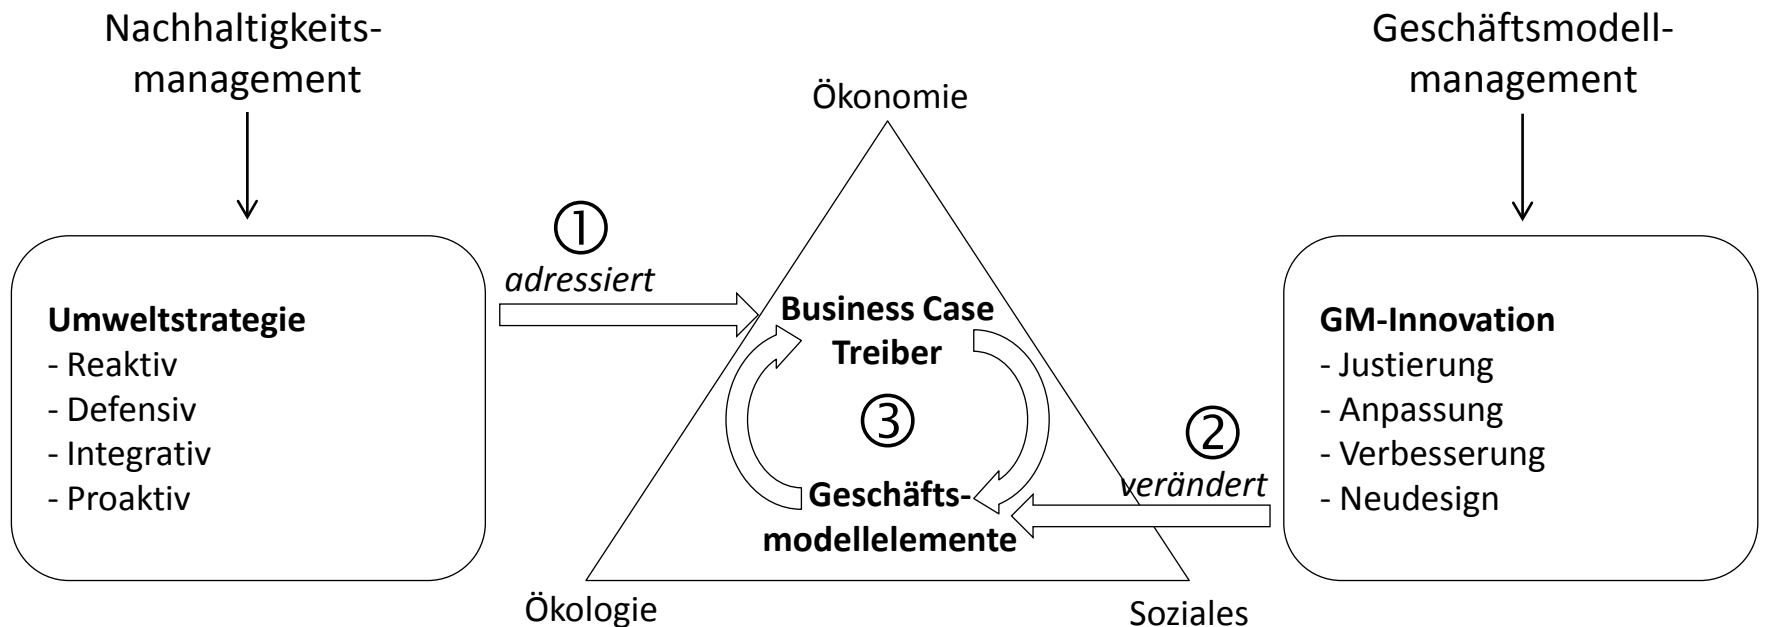 Nachhaltigkeits-
management
Geschäftsmodell-
management
Ökonomie
①
adressiert
Umweltstrategie
- Reaktiv
- Defensiv
- Integrativ
- Proaktiv
Business Case
Treiber
③
Geschäfts-
modellelemente
②
verändert
GM-Innovation
- Justierung
- Anpassung
- Verbesserung
- Neudesign
Ökologie
Soziales